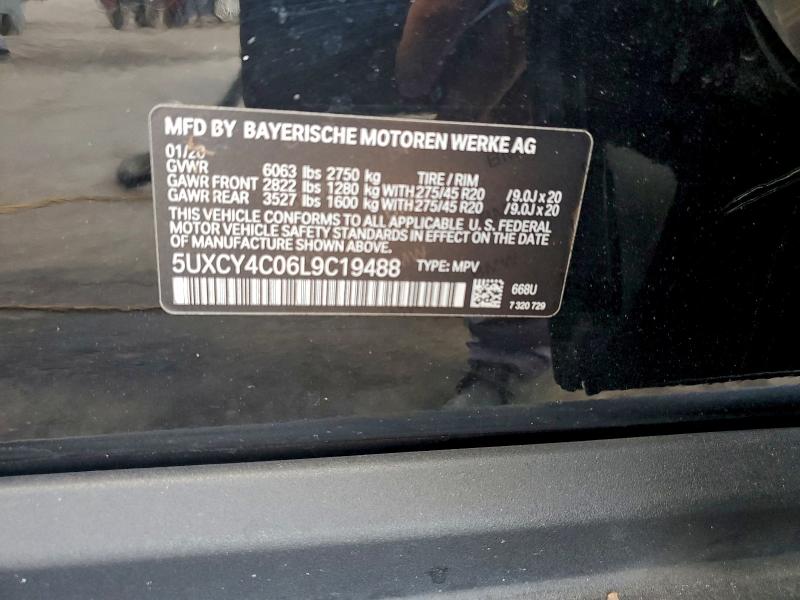 MFD BY BAYERISCHE MOTOREN WERKE AG
01/20
GVWR 6063 lbs 2750 kg TIRE / RIM
GAWR FRONT 2822 lbs 1280 kg WITH 275/45 R20 /9.0J x 20
GAWR REAR 3527 lbs 1600 kg WITH 275/45 R20 /9.0J x 20
THIS VEHICLE CONFORMS TO ALL APPLICABLE U. S. FEDERAL
MOTOR VEHICLE SAFETY STANDARDS IN EFFECT ON THE DATE
OF MANUFACTURE SHOWN ABOVE.
5UXCY4C06L9C19488 TYPE: MPV
668U
7 320 729